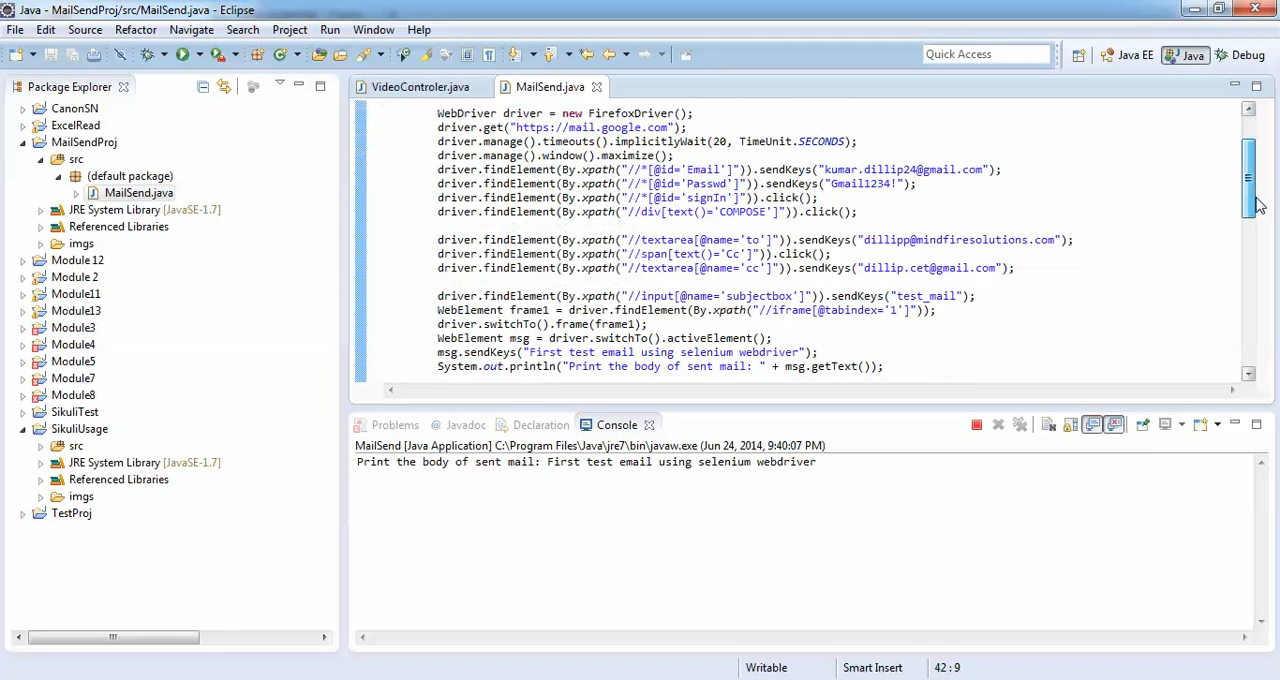 Java - MailSendProj/src/MailSend.java - Eclipse
File Edit Source Refactor Navigate Search Project Run Window Help
Quick Access
Java EE
Java
Debug
Package Explorer
CanonSN
ExcelRead
MailSendProj
src
(default package)
MailSend.java
JRE System Library [JavaSE-1.7]
Referenced Libraries
imgs
Module 12
Module 2
Module11
Module13
Module3
Module4
Module5
Module7
Module8
SikuliTest
SikuliUsage
src
JRE System Library [JavaSE-1.7]
Referenced Libraries
imgs
TestProj
VideoControler.java
MailSend.java
WebDriver driver = new FirefoxDriver();
driver.get("https://mail.google.com");
driver.manage().timeouts().implicitlyWait(20, TimeUnit.SECONDS);
driver.manage().window().maximize();
driver.findElement(By.xpath("//*[@id='Email']")).sendKeys("kumar.dillip24@gmail.com");
driver.findElement(By.xpath("//*[@id='Passwd']")).sendKeys("Gmail1234!");
driver.findElement(By.xpath("//*[@id='signIn']")).click();
driver.findElement(By.xpath("//div[text()='COMPOSE']")).click();
driver.findElement(By.xpath("//textarea[@name='to']")).sendKeys("dillipp@mindfiresolutions.com");
driver.findElement(By.xpath("//span[text()='Cc']")).click();
driver.findElement(By.xpath("//textarea[@name='cc']")).sendKeys("dillip.cet@gmail.com");
driver.findElement(By.xpath("//input[@name='subjectbox']")).sendKeys("test_mail");
WebElement frame1 = driver.findElement(By.xpath("//iframe[@tabindex='1']"));
driver.switchTo().frame(frame1);
WebElement msg = driver.switchTo().activeElement();
msg.sendKeys("First test email using selenium webdriver");
System.out.println("Print the body of sent mail: " + msg.getText());
Problems
Javadoc
Declaration
Console
MailSend [Java Application] C:\Program Files\Java\jre7\bin\javaw.exe (Jun 24, 2014, 9:40:07 PM)
Print the body of sent mail: First test email using selenium webdriver
Writable
Smart Insert
42 : 9